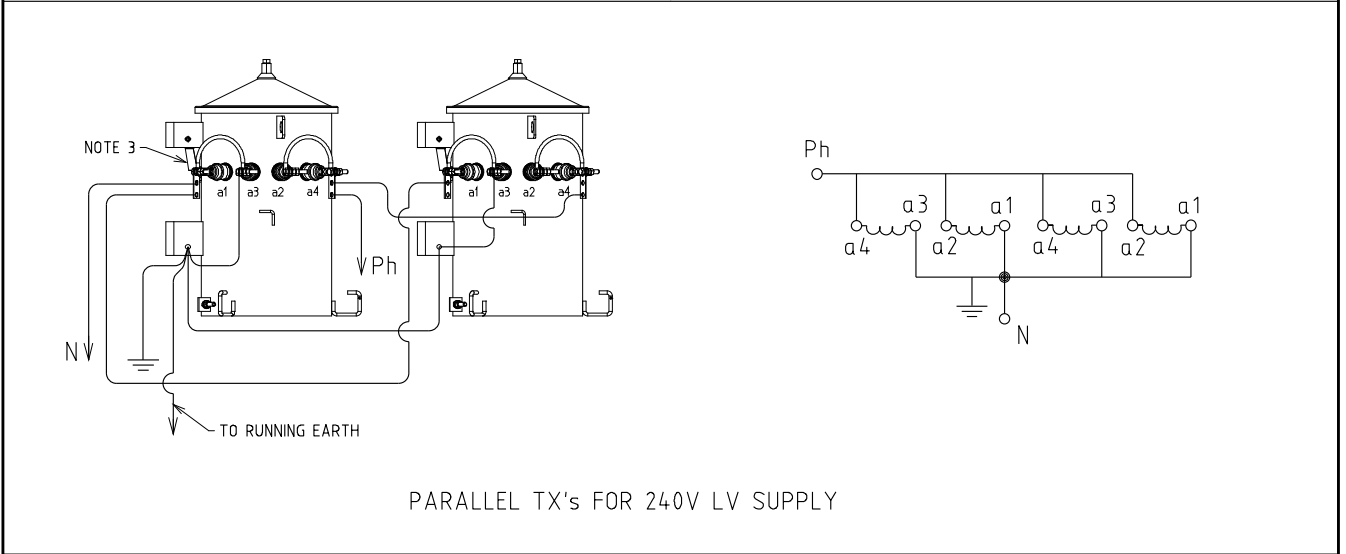 NOTE 3
a1 a3 a2 a4
a1 a3 a2 a4
Ph
N
TO RUNNING EARTH
Ph
a3 a1 a3 a1
a4 a2 a4 a2
N
PARALLEL TX's FOR 240V LV SUPPLY